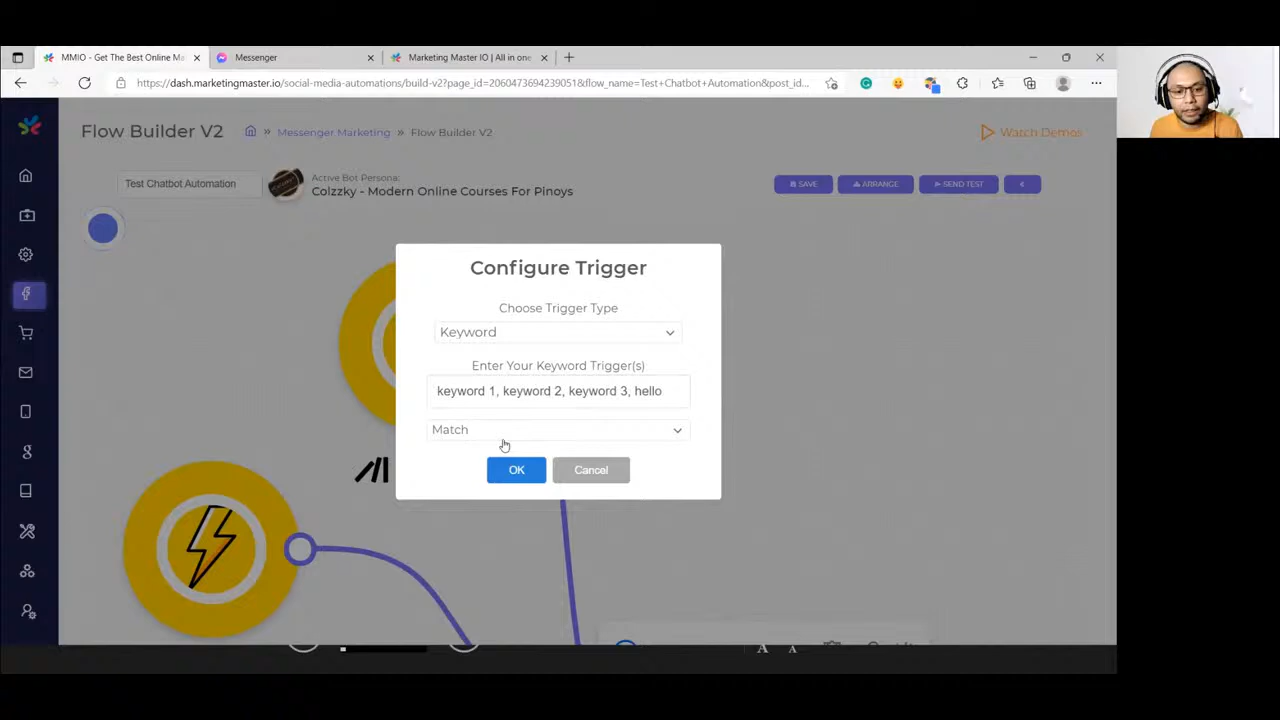 MMIO - Get The Best Online Ma
Messenger
Marketing Master IO | All in one
https://dash.marketingmaster.io/social-media-automations/build-v2?page_id=206047369423905​1&flow_name=Test+Chatbot+Automation&post_id...
Flow Builder V2
» Messenger Marketing » Flow Builder V2
Watch Demos
Test Chatbot Automation
Active Bot Persona:
Colzzky - Modern Online Courses For Pinoys
SAVE
ARRANGE
SEND TEST
Configure Trigger
Choose Trigger Type
Keyword
Enter Your Keyword Trigger(s)
keyword 1, keyword 2, keyword 3, hello
Match
OK
Cancel
A A